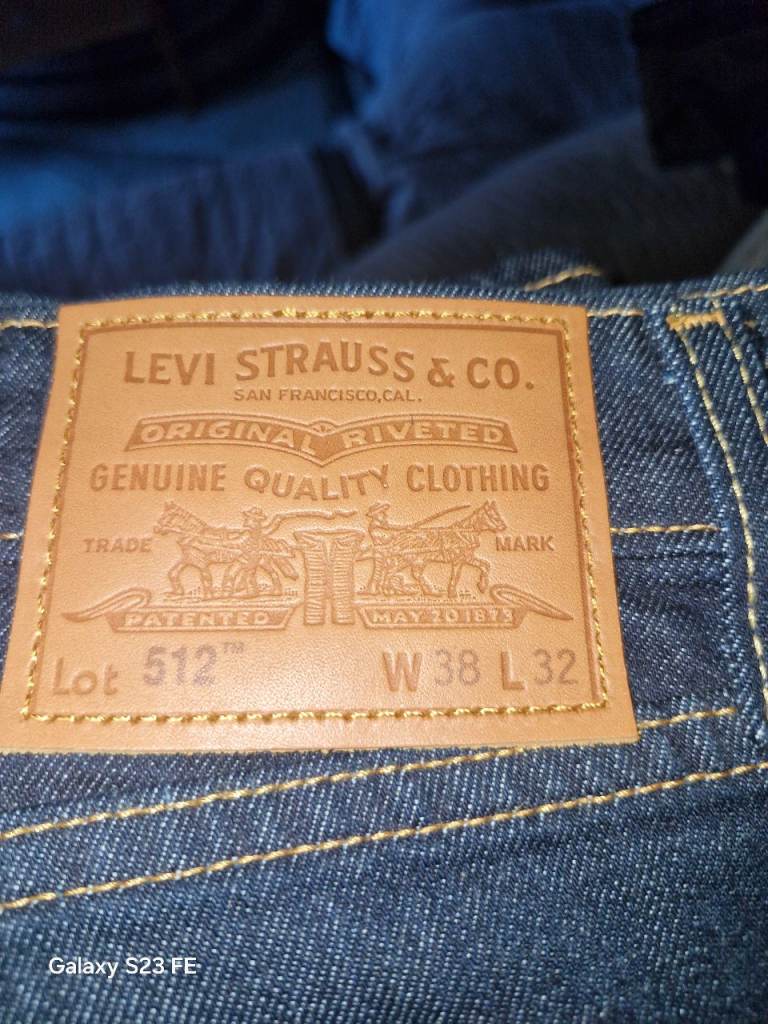 LEVI STRAUSS & CO.
SAN FRANCISCO, CAL.
ORIGINAL RIVETED
GENUINE QUALITY CLOTHING
TRADE MARK
PATENTED MAY 20 1873
Lot 512™ W 38 L 32
Galaxy S23 FE